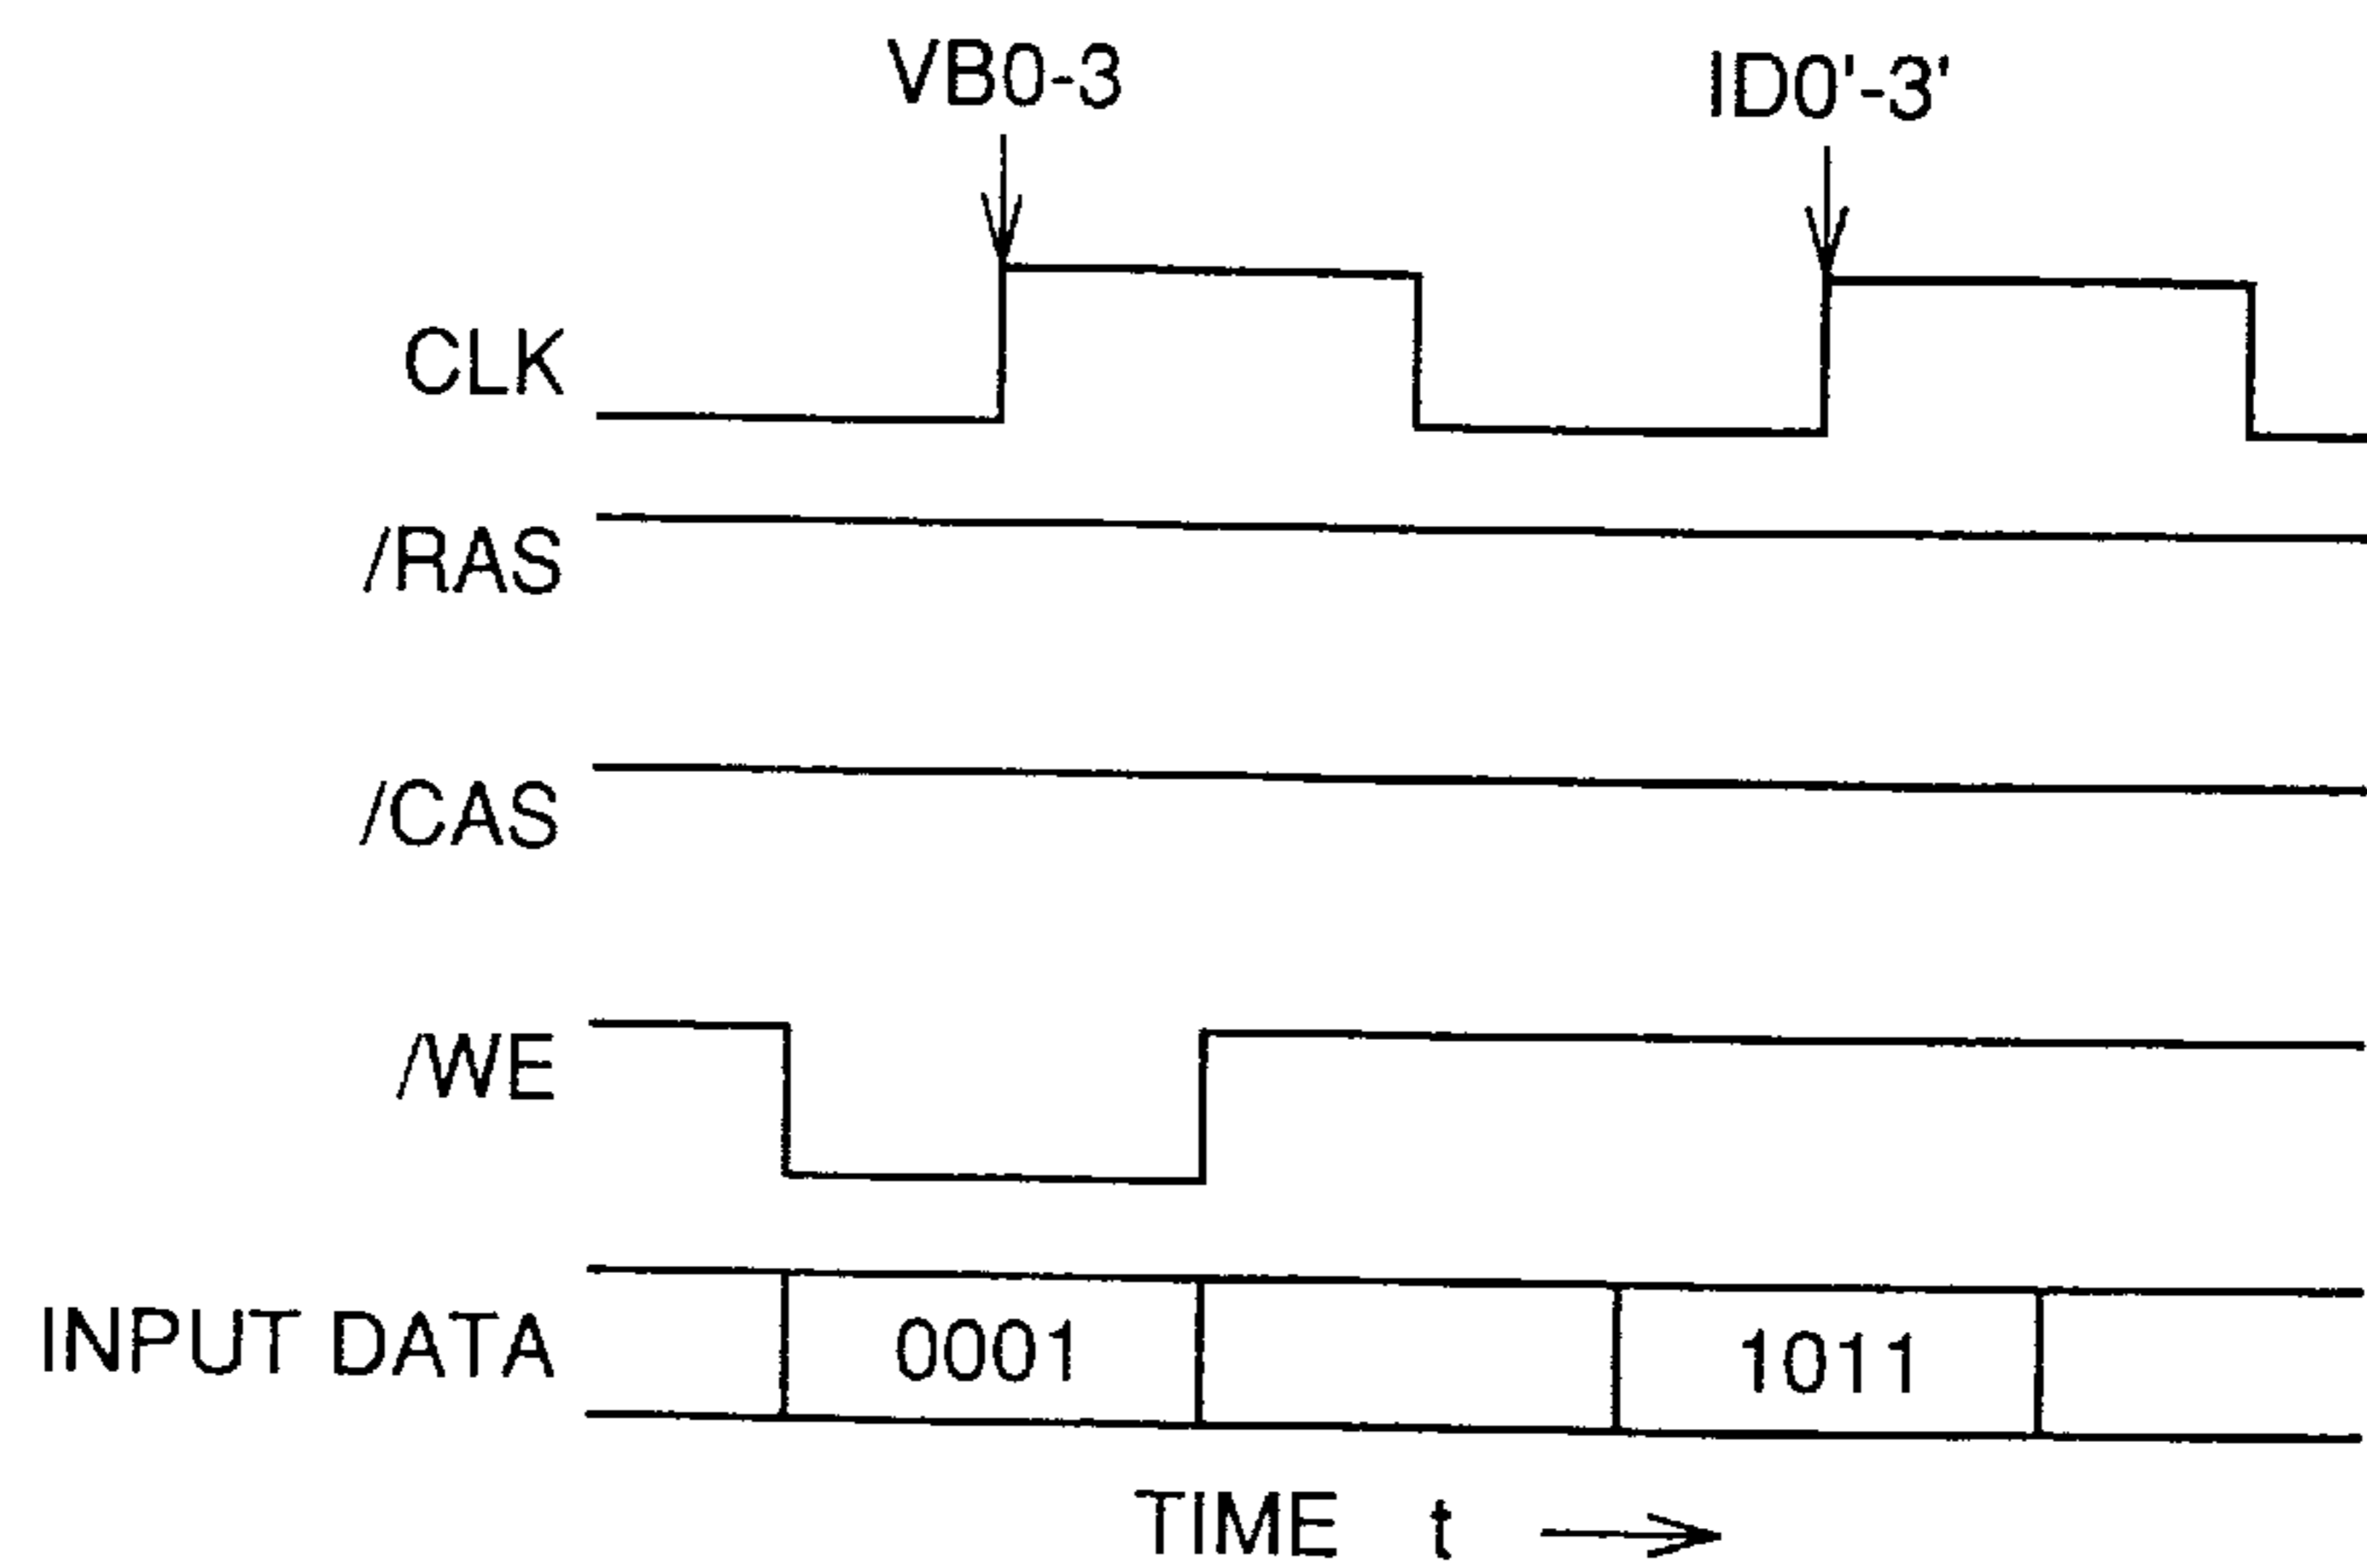 VB0-3 ID0'-3'
CLK
/RAS
/CAS
/WE
INPUT DATA 0001 1011
TIME t